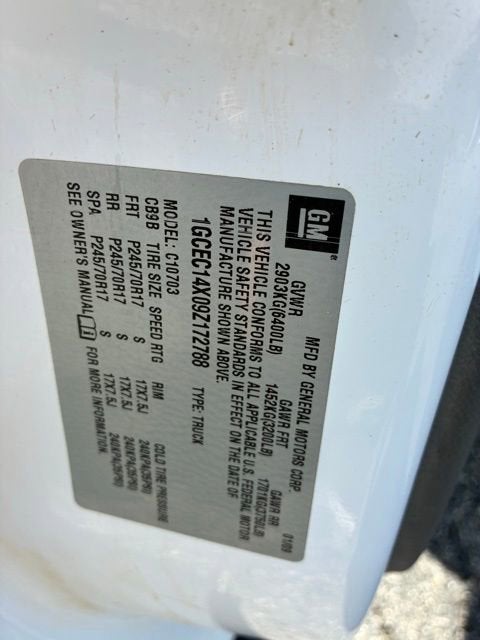 GM
MFD BY GENERAL MOTORS CORP. 01/09
GVWR GAWR FRT GAWR RR
2903KG(6400LB) 1452KG(3200LB) 1701KG(3750LB)
THIS VEHICLE CONFORMS TO ALL APPLICABLE U.S. FEDERAL MOTOR
VEHICLE SAFETY STANDARDS IN EFFECT ON THE DATE OF
MANUFACTURE SHOWN ABOVE.
1GCEC14X09Z172788 TYPE: TRUCK
MODEL: C10703
CB9B TIRE SIZE SPEED RTG RIM COLD TIRE PRESSURE
FRT P245/70R17 S 17X7.5J 240KPA(35PSI)
RR P245/70R17 S 17X7.5J 240KPA(35PSI)
SPA P245/70R17 S 17X7.5J 240KPA(35PSI)
SEE OWNER'S MANUAL FOR MORE INFORMATION.